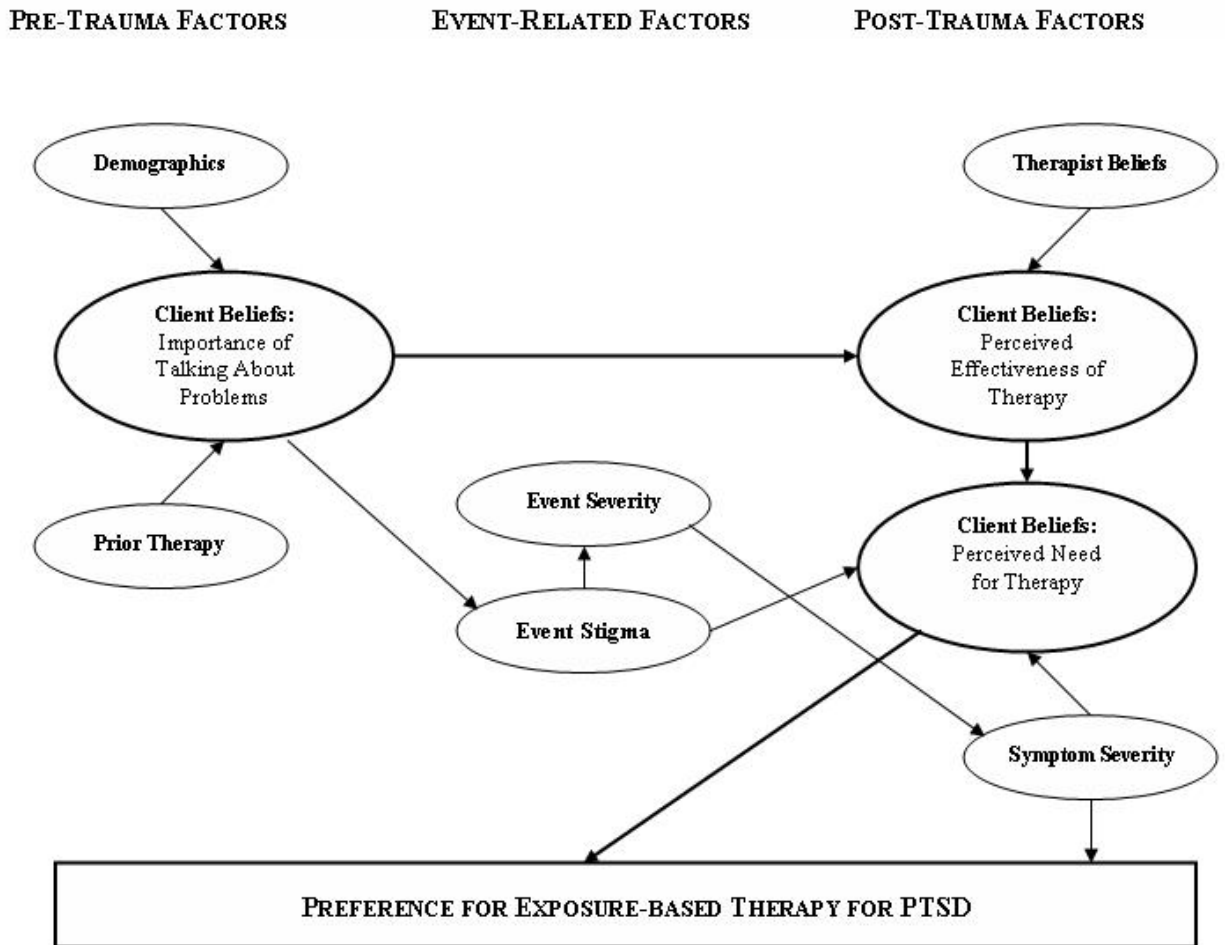 PRE-TRAUMA FACTORS
EVENT-RELATED FACTORS
POST-TRAUMA FACTORS
Demographics
Therapist Beliefs
Client Beliefs:
Importance of
Talking About
Problems
Client Beliefs:
Perceived
Effectiveness of
Therapy
Prior Therapy
Event Severity
Event Stigma
Client Beliefs:
Perceived Need
for Therapy
Symptom Severity
PREFERENCE FOR EXPOSURE-BASED THERAPY FOR PTSD